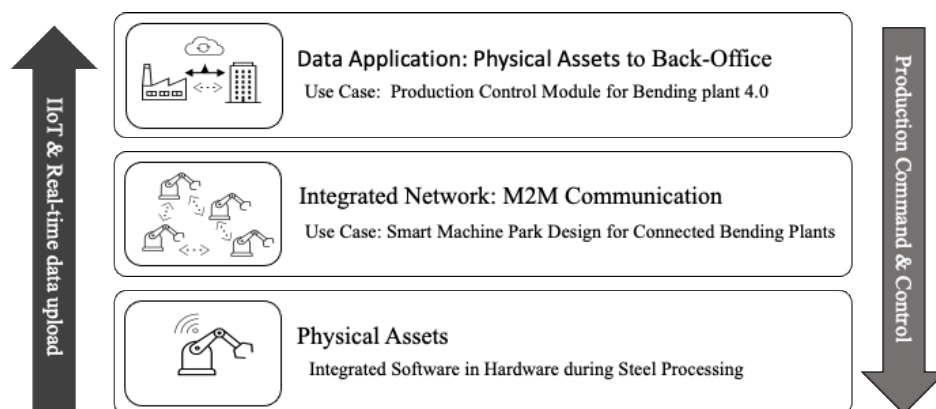 IIoT & Real-time data upload
Data Application: Physical Assets to Back-Office
Use Case: Production Control Module for Bending plant 4.0
Integrated Network: M2M Communication
Use Case: Smart Machine Park Design for Connected Bending Plants
Physical Assets
Integrated Software in Hardware during Steel Processing
Production Command & Control